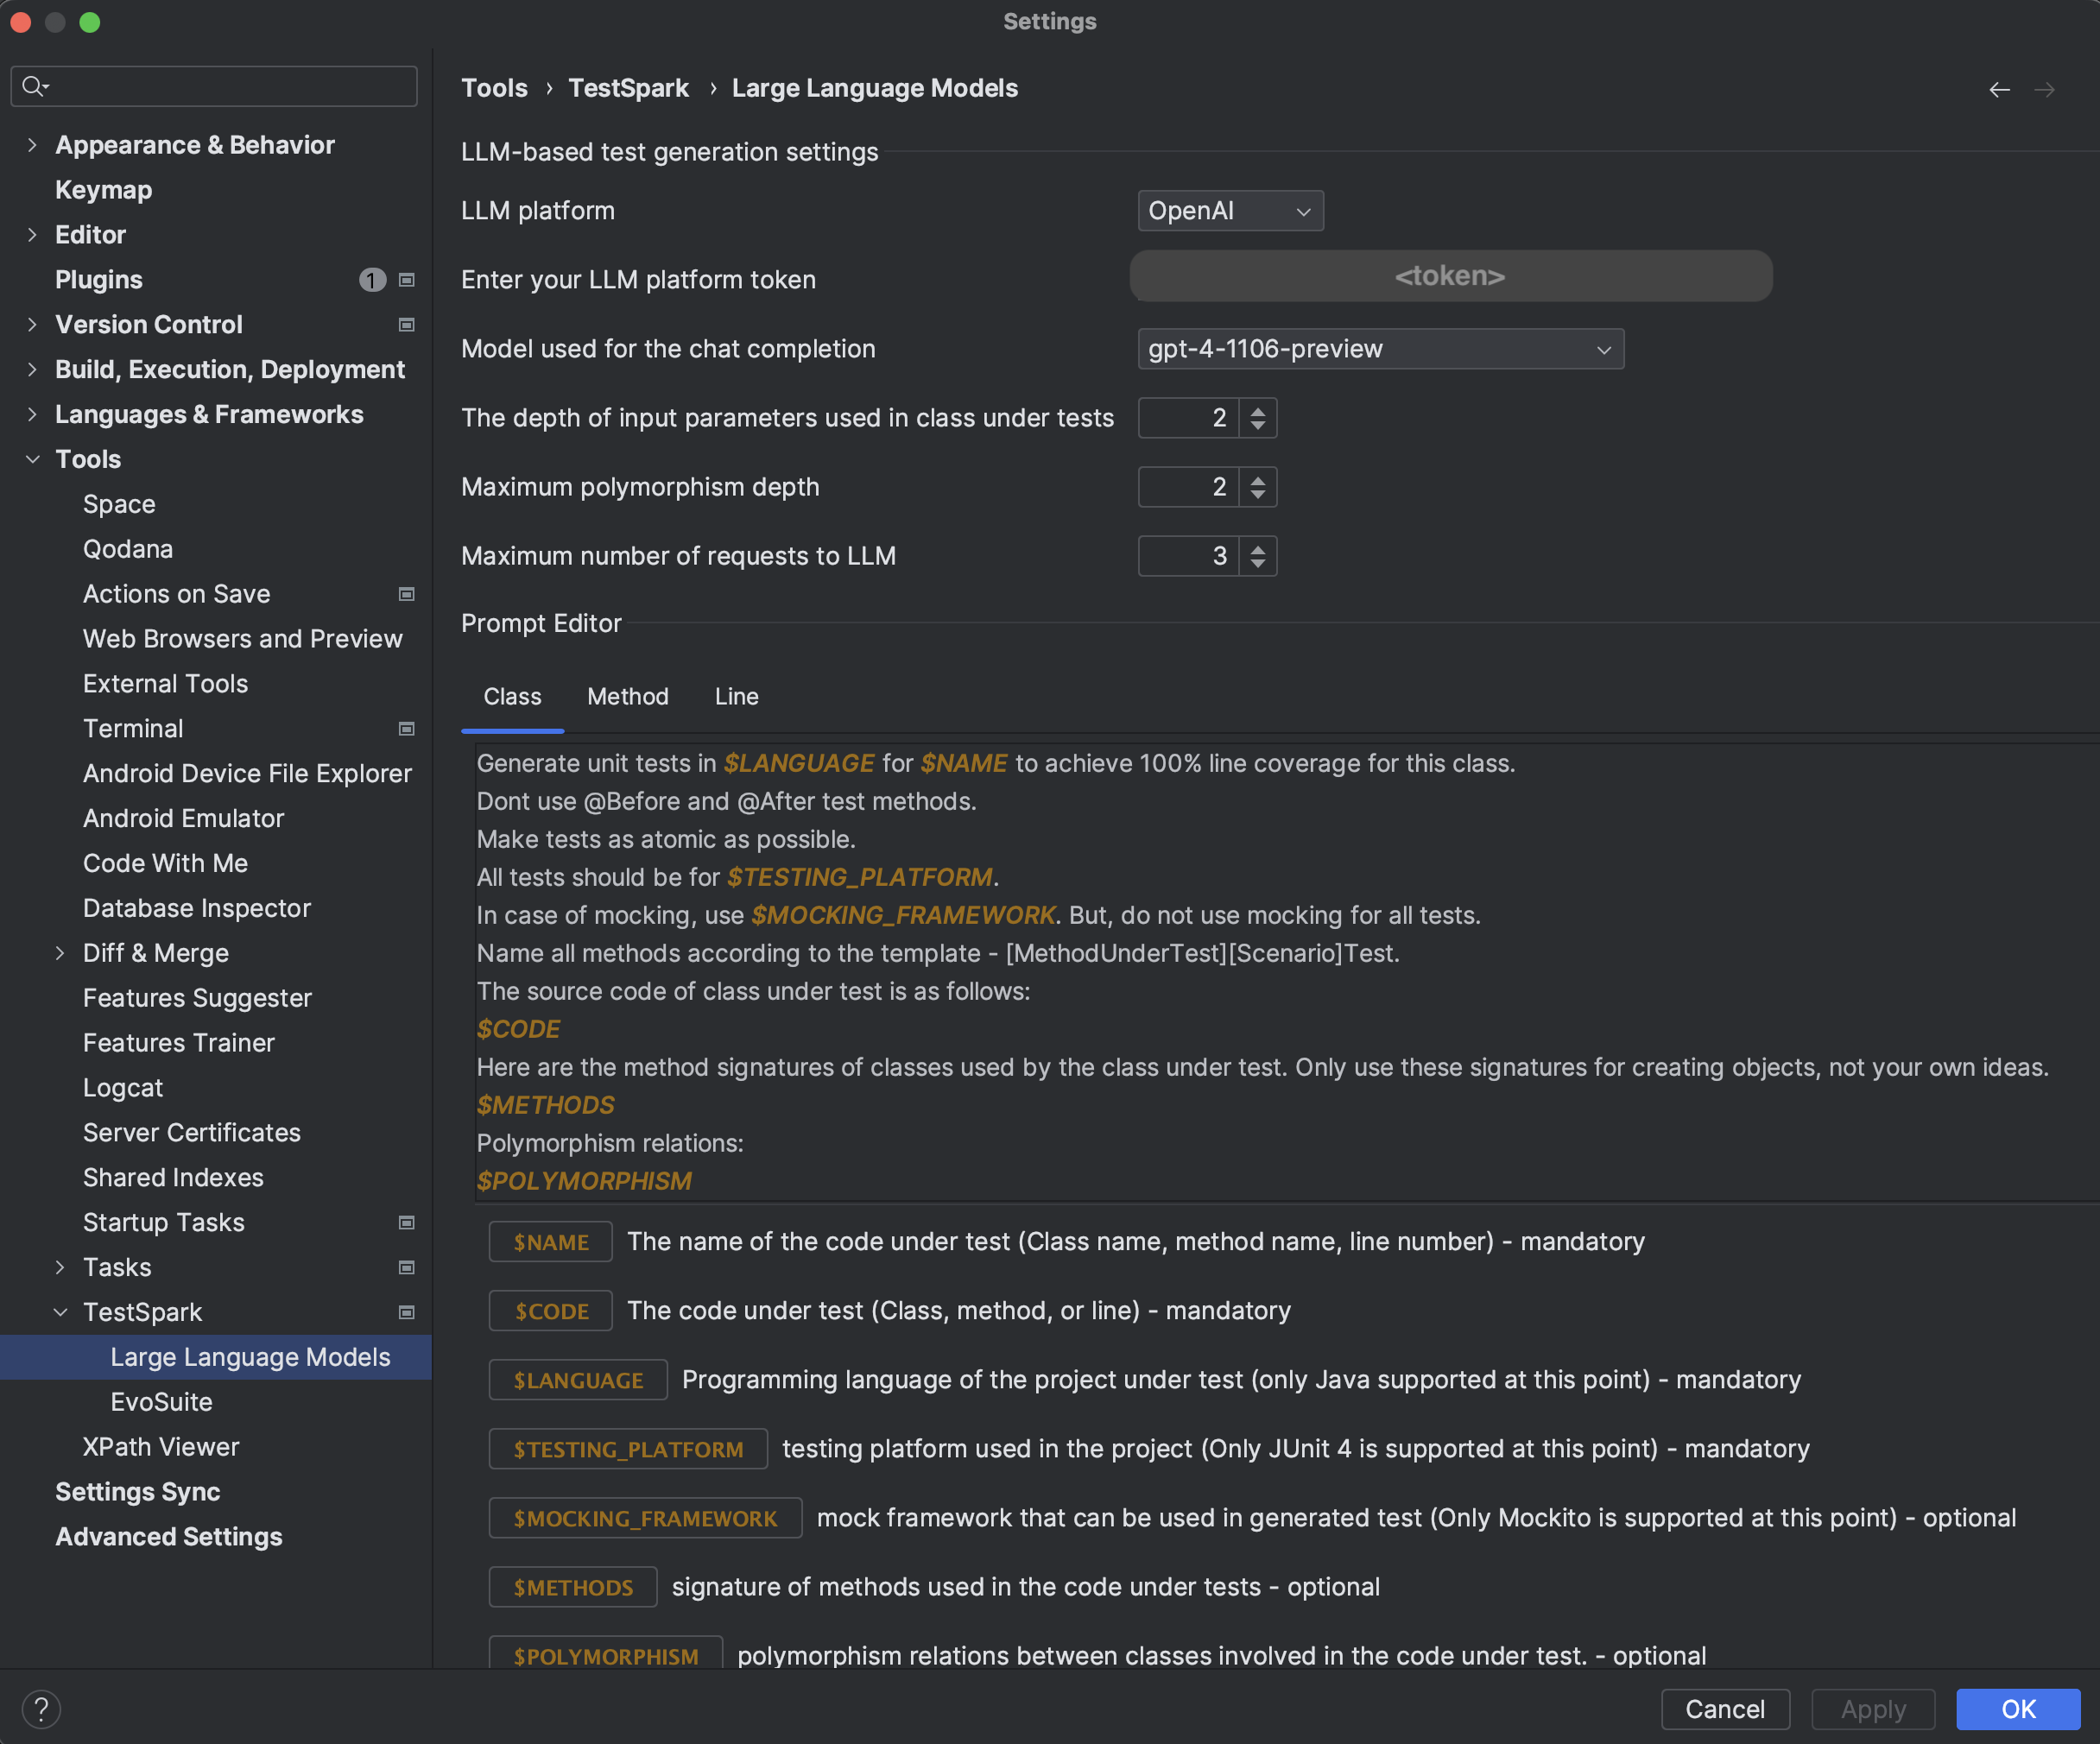 Settings
Appearance & Behavior
Keymap
Editor
Plugins 1
Version Control
Build, Execution, Deployment
Languages & Frameworks
Tools
Space
Qodana
Actions on Save
Web Browsers and Preview
External Tools
Terminal
Android Device File Explorer
Android Emulator
Code With Me
Database Inspector
Diff & Merge
Features Suggester
Features Trainer
Logcat
Server Certificates
Shared Indexes
Startup Tasks
Tasks
TestSpark
Large Language Models
EvoSuite
XPath Viewer
Settings Sync
Advanced Settings
Tools › TestSpark › Large Language Models
LLM-based test generation settings
LLM platform OpenAI
Enter your LLM platform token <token>
Model used for the chat completion gpt-4-1106-preview
The depth of input parameters used in class under tests 2
Maximum polymorphism depth 2
Maximum number of requests to LLM 3
Prompt Editor
Class Method Line
Generate unit tests in $LANGUAGE for $NAME to achieve 100% line coverage for this class.
Dont use @Before and @After test methods.
Make tests as atomic as possible.
All tests should be for $TESTING_PLATFORM.
In case of mocking, use $MOCKING_FRAMEWORK. But, do not use mocking for all tests.
Name all methods according to the template - [MethodUnderTest][Scenario]Test.
The source code of class under test is as follows:
$CODE
Here are the method signatures of classes used by the class under test. Only use these signatures for creating objects, not your own ideas.
$METHODS
Polymorphism relations:
$POLYMORPHISM
$NAME The name of the code under test (Class name, method name, line number) - mandatory
$CODE The code under test (Class, method, or line) - mandatory
$LANGUAGE Programming language of the project under test (only Java supported at this point) - mandatory
$TESTING_PLATFORM testing platform used in the project (Only JUnit 4 is supported at this point) - mandatory
$MOCKING_FRAMEWORK mock framework that can be used in generated test (Only Mockito is supported at this point) - optional
$METHODS signature of methods used in the code under tests - optional
$POLYMORPHISM polymorphism relations between classes involved in the code under test. - optional
? Cancel Apply OK